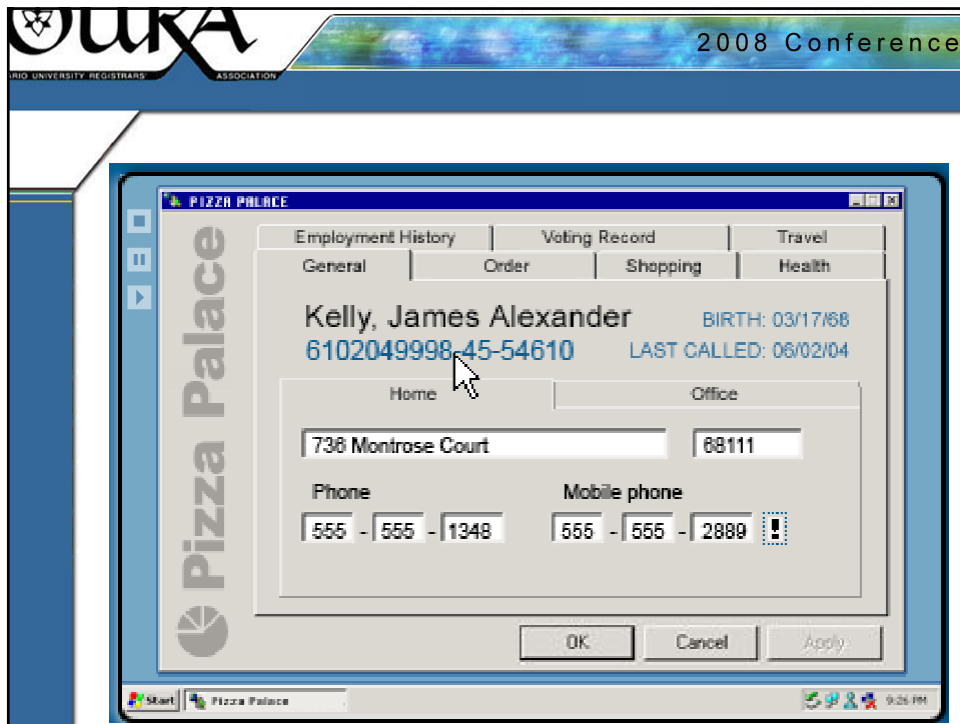 OURA
2008 Conference
RIO UNIVERSITY REGISTRARS' ASSOCIATION
PIZZA PALACE
Employment History Voting Record Travel
General Order Shopping Health
Pizza Palace
Kelly, James Alexander BIRTH: 03/17/68
6102049998-45-54610 LAST CALLED: 06/02/04
Home Office
736 Montrose Court 68111
Phone Mobile phone
555 - 555 - 1348 555 - 555 - 2889 !
OK Cancel Apply
Start Pizza Palace 9:26 PM